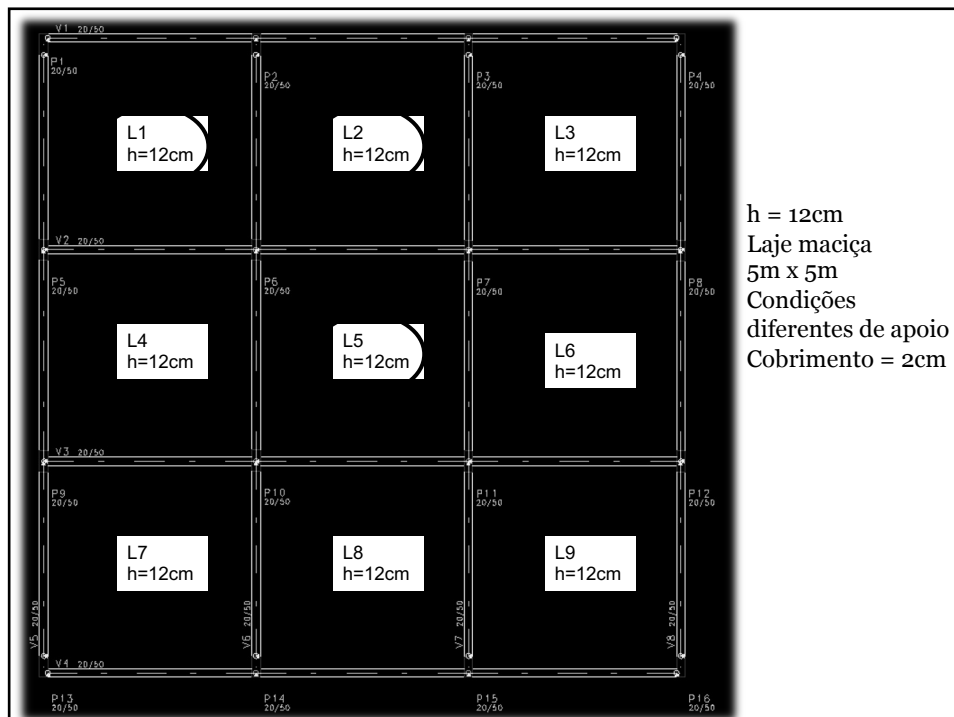 V1 20/50
P1
20/50
P2
20/50
P3
20/50
P4
20/50
L1
h=12cm
L2
h=12cm
L3
h=12cm
V2 20/50
P5
20/50
P6
20/50
P7
20/50
P8
20/50
L4
h=12cm
L5
h=12cm
L6
h=12cm
V3 20/50
P9
20/50
P10
20/50
P11
20/50
P12
20/50
L7
h=12cm
L8
h=12cm
L9
h=12cm
V5 20/50
V6 20/50
V7 20/50
V8 20/50
V4 20/50
P13
20/50
P14
20/50
P15
20/50
P16
20/50
h = 12cm
Laje maciça
5m x 5m
Condições
diferentes de apoio
Cobrimento = 2cm